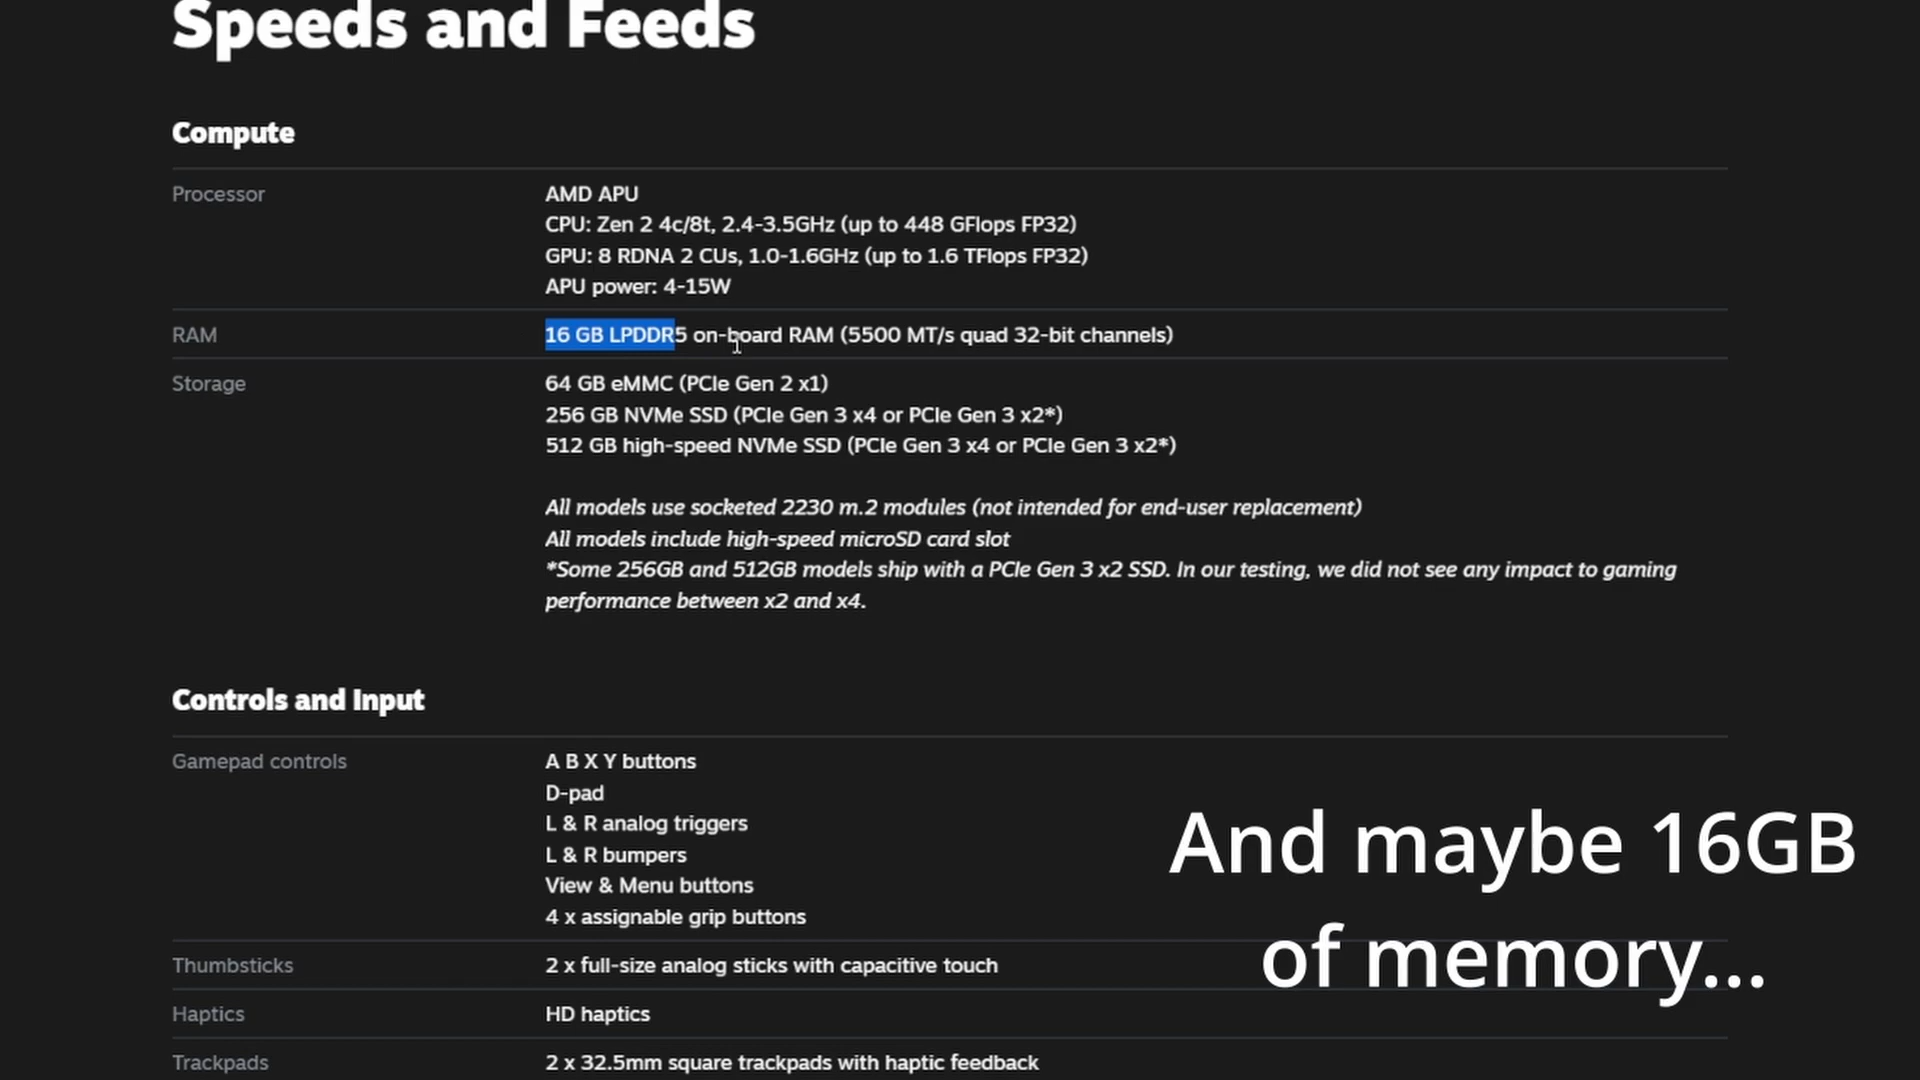 Speeds and Feeds
Compute
Processor
AMD APU
CPU: Zen 2 4c/8t, 2.4-3.5GHz (up to 448 GFlops FP32)
GPU: 8 RDNA 2 CUs, 1.0-1.6GHz (up to 1.6 TFlops FP32)
APU power: 4-15W
RAM
16 GB LPDDR5 on-board RAM (5500 MT/s quad 32-bit channels)
Storage
64 GB eMMC (PCIe Gen 2 x1)
256 GB NVMe SSD (PCIe Gen 3 x4 or PCIe Gen 3 x2*)
512 GB high-speed NVMe SSD (PCIe Gen 3 x4 or PCIe Gen 3 x2*)
All models use socketed 2230 m.2 modules (not intended for end-user replacement)
All models include high-speed microSD card slot
*Some 256GB and 512GB models ship with a PCIe Gen 3 x2 SSD. In our testing, we did not see any impact to gaming
performance between x2 and x4.
Controls and Input
Gamepad controls
A B X Y buttons
D-pad
L & R analog triggers
L & R bumpers
View & Menu buttons
4 x assignable grip buttons
Thumbsticks
2 x full-size analog sticks with capacitive touch
Haptics
HD haptics
Trackpads
2 x 32.5mm square trackpads with haptic feedback
And maybe 16GB
of memory...